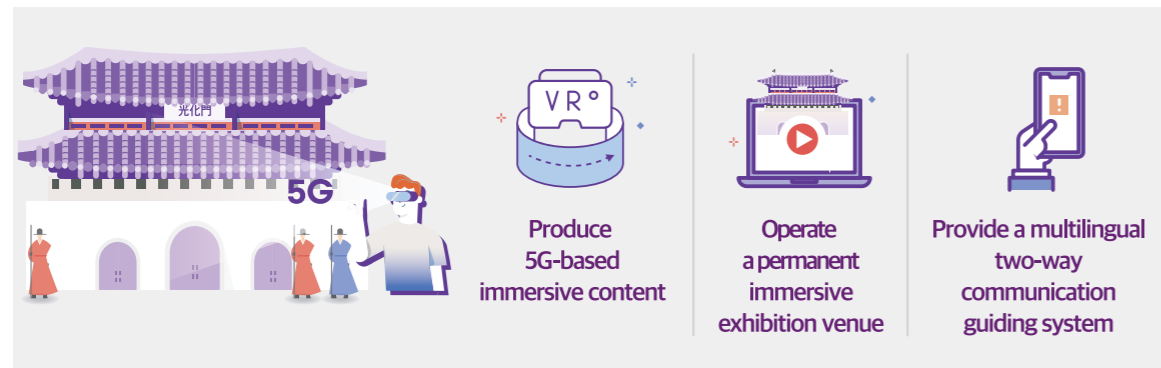 光化門
5G
VR°
Produce
5G-based
immersive content
Operate
a permanent
immersive
exhibition venue
Provide a multilingual
two-way
communication
guiding system